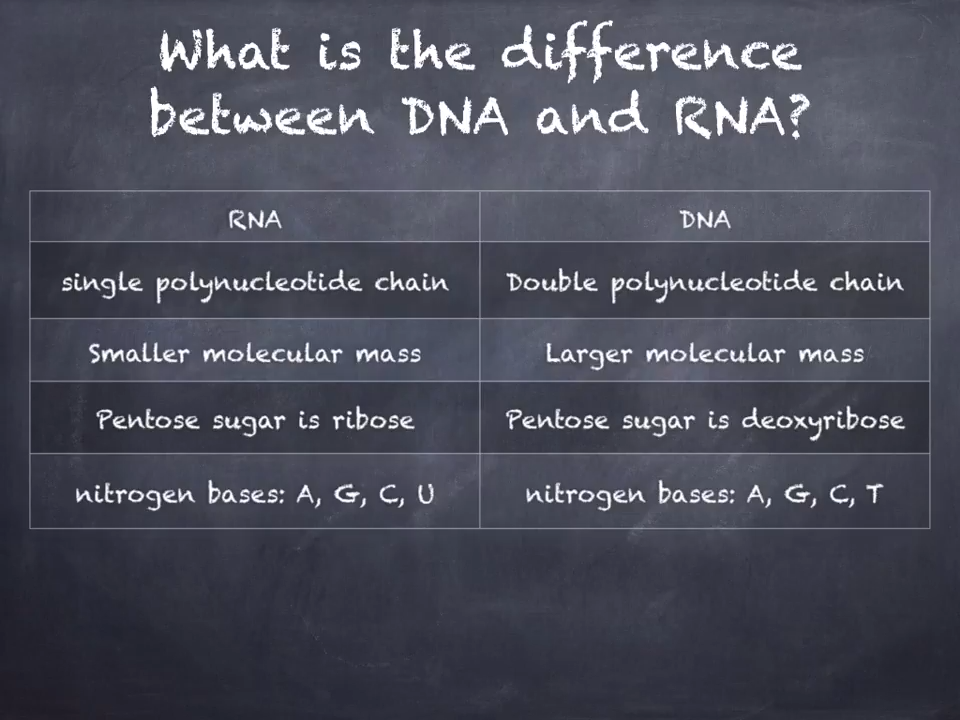 What is the difference
between DNA and RNA?
RNA
DNA
single polynucleotide chain
Double polynucleotide chain
Smaller molecular mass
Larger molecular mass
Pentose sugar is ribose
Pentose sugar is deoxyribose
nitrogen bases: A, G, C, U
nitrogen bases: A, G, C, T